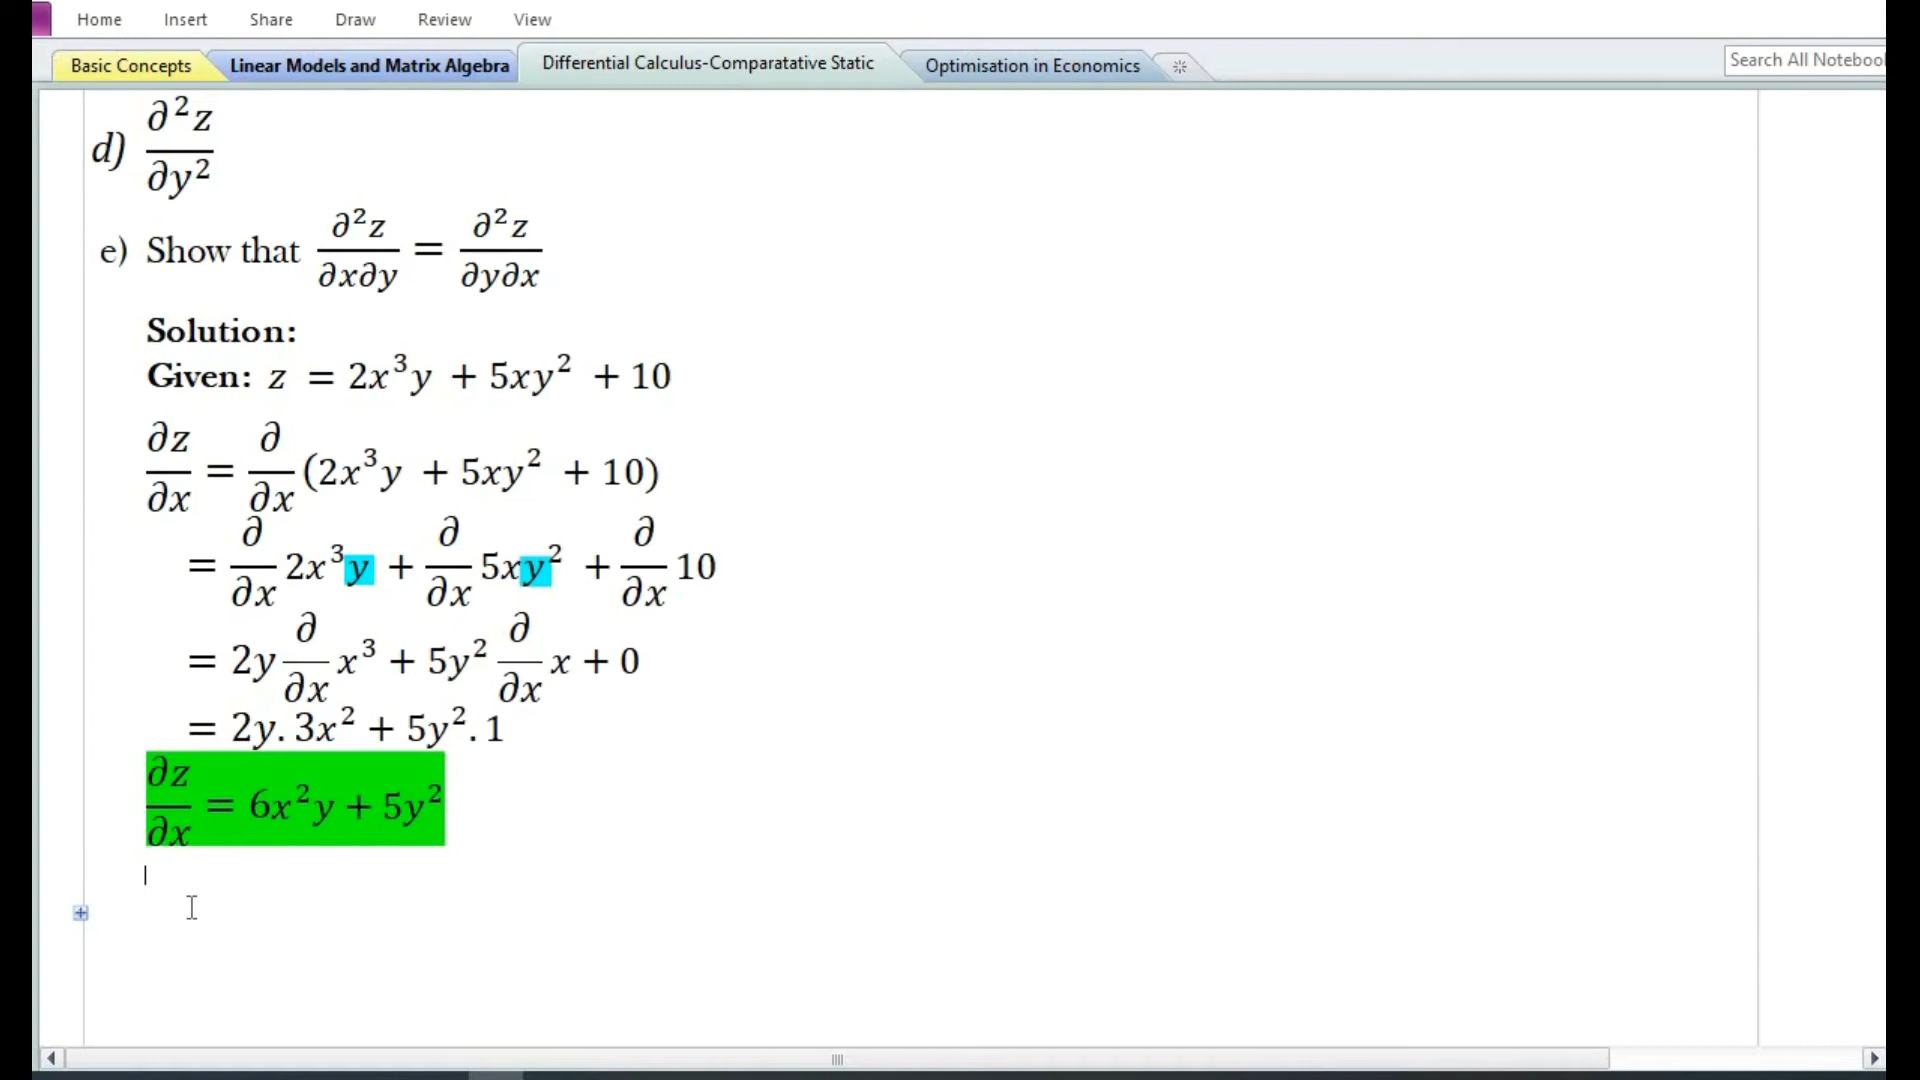 Home Insert Share Draw Review View
Basic Concepts Linear Models and Matrix Algebra Differential Calculus-Comparatative Static Optimisation in Economics Search All Noteboo
d) ∂²z/∂y²
e) Show that ∂²z/∂x∂y = ∂²z/∂y∂x
Solution:
Given: z = 2x³y + 5xy² + 10
∂z/∂x = ∂/∂x (2x³y + 5xy² + 10)
= ∂/∂x 2x³y + ∂/∂x 5xy² + ∂/∂x 10
= 2y ∂/∂x x³ + 5y² ∂/∂x x + 0
= 2y. 3x² + 5y². 1
∂z/∂x = 6x²y + 5y²